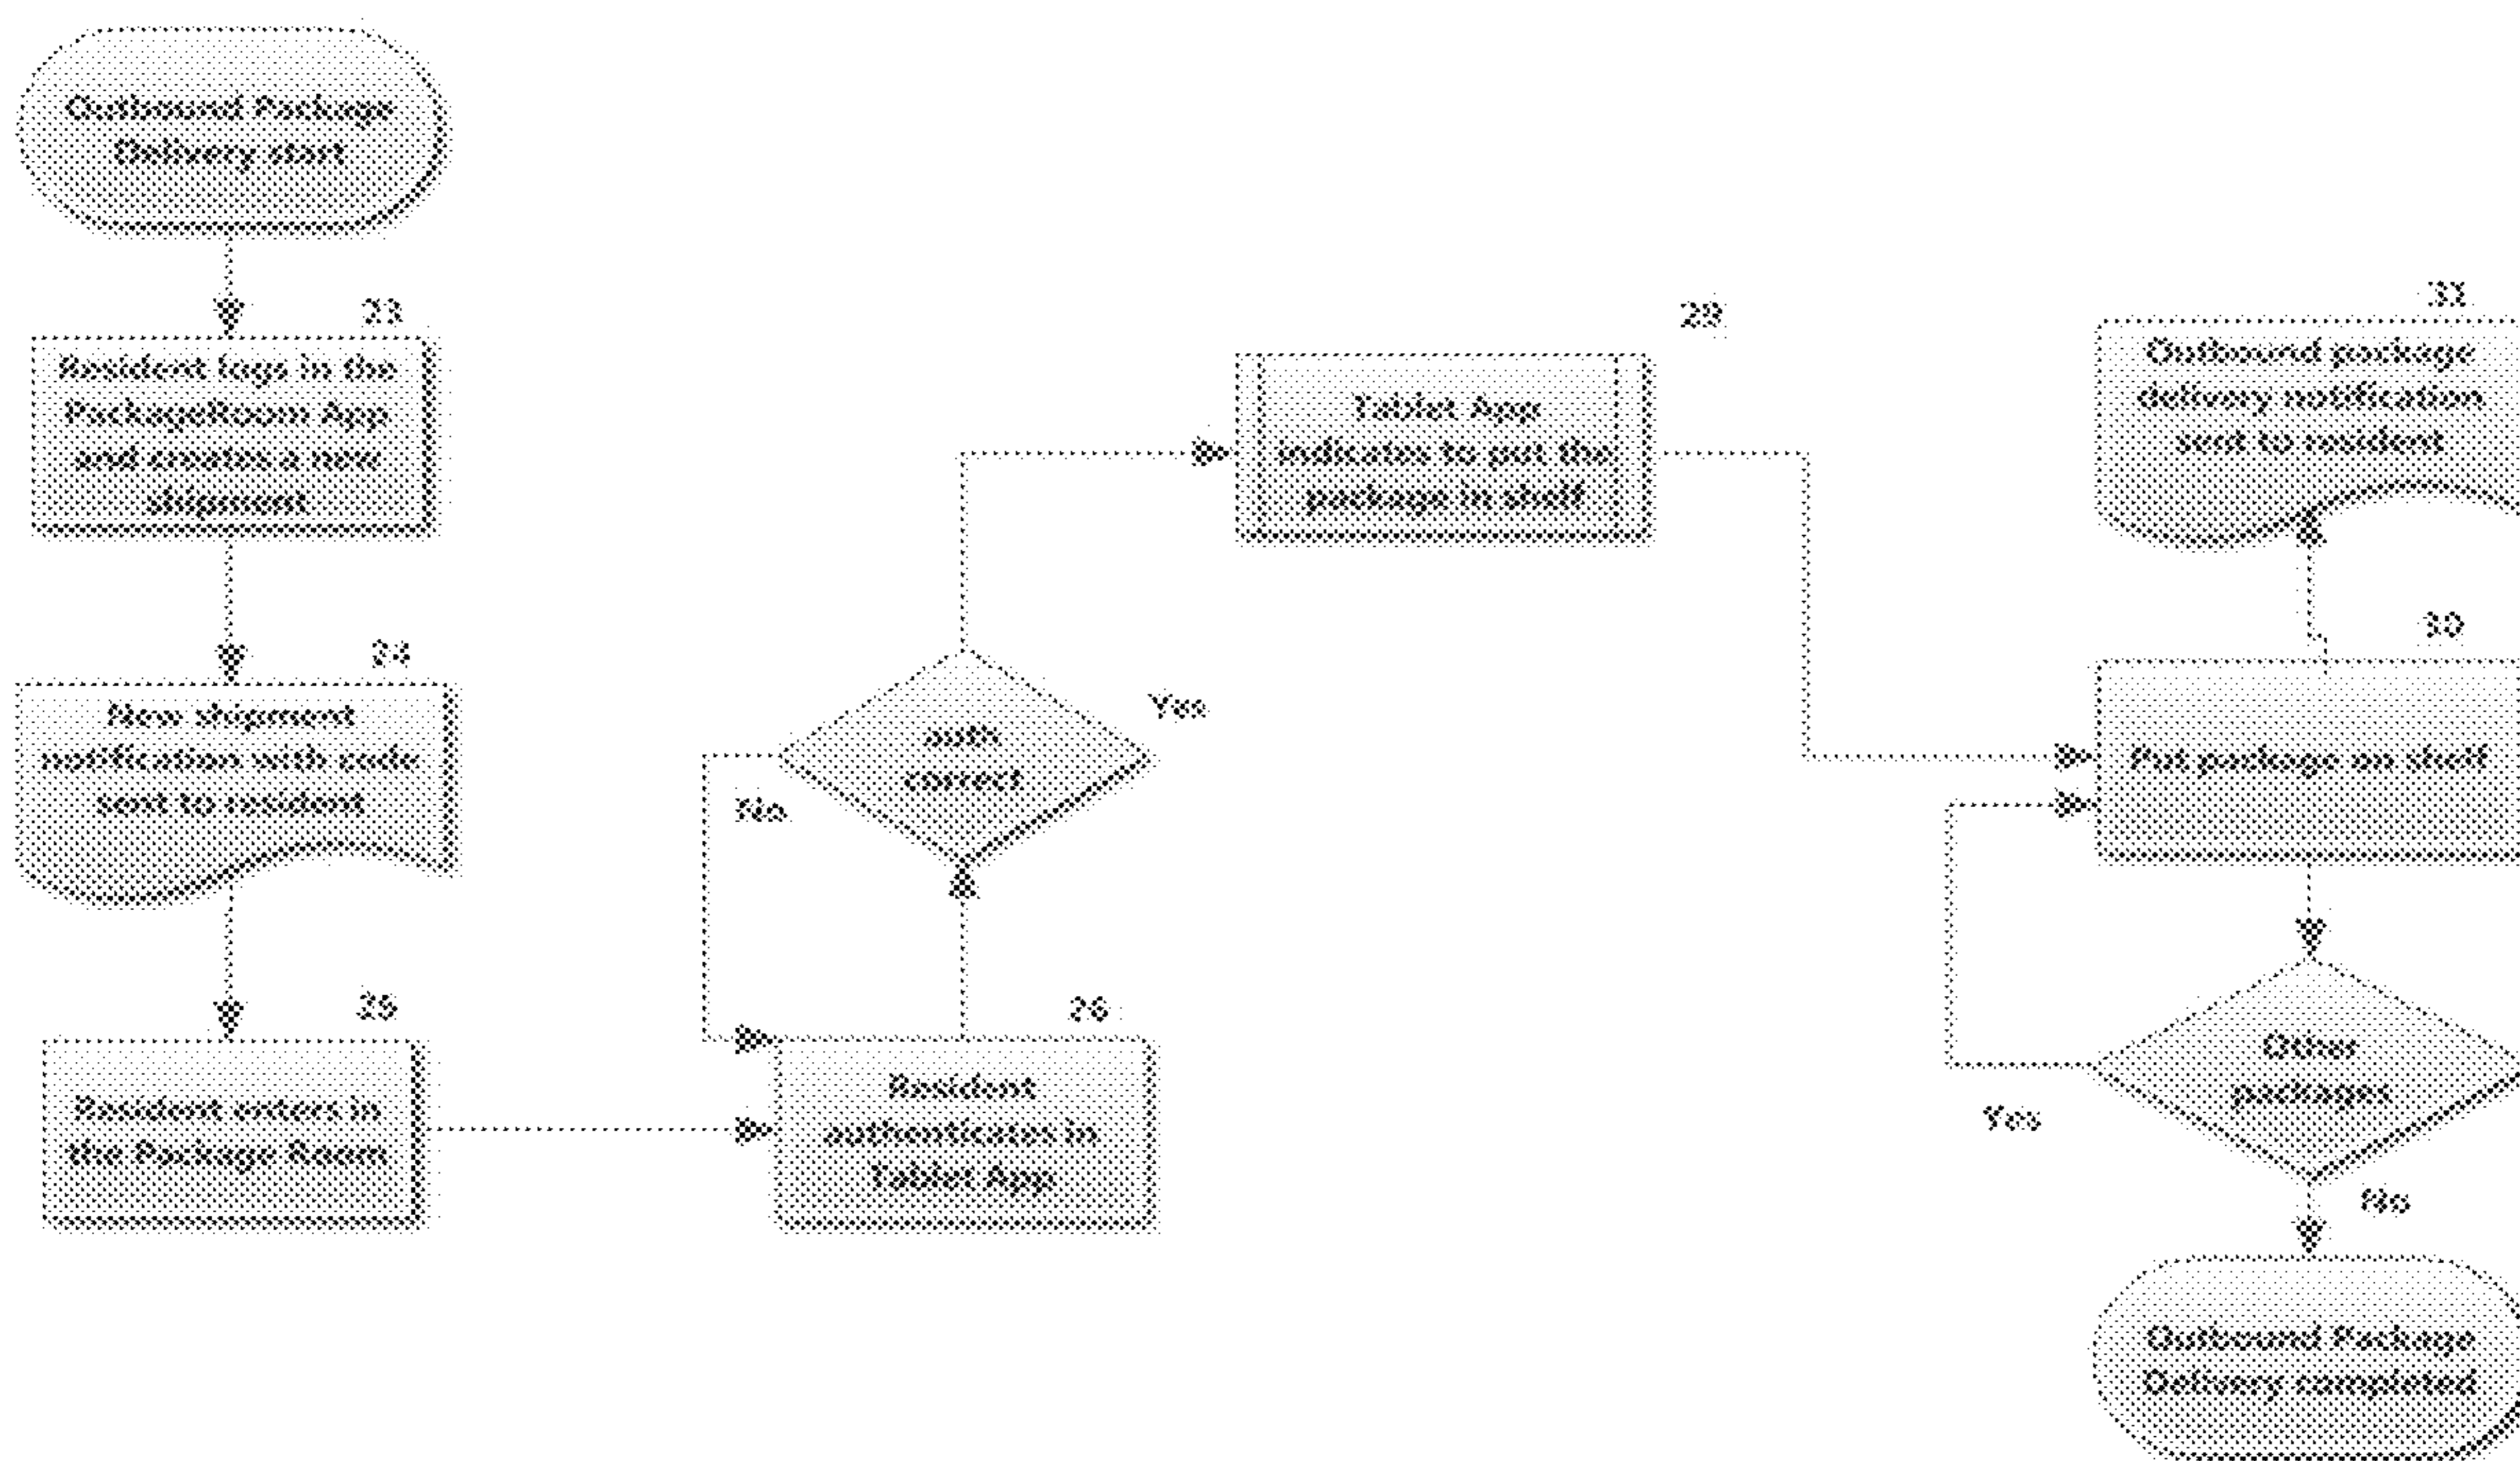 Outbound Package
Delivery start
23
Resident logs in the
PackageRoom App
and creates a new
shipment
24
New shipment
notification with code
sent to resident
25
Resident enters in
the Package Room
26
Resident
authenticates in
Tablet App
auth
correct
Yes
No
29
Tablet App
indicates to put the
package in shelf
31
Outbound package
delivery notification
sent to resident
30
Put package on shelf
Other
packages
Yes
No
Outbound Package
Delivery completed